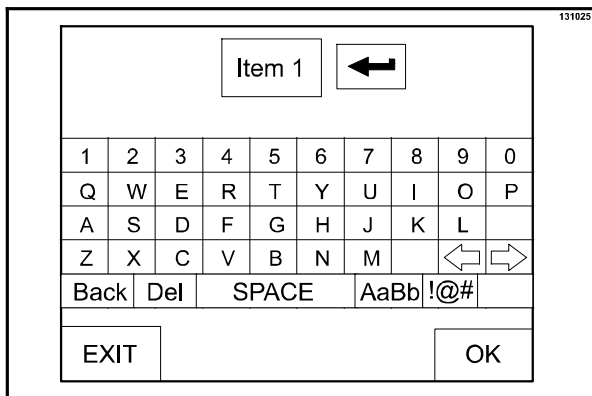 131025
Item 1
1 2 3 4 5 6 7 8 9 0
Q W E R T Y U I O P
A S D F G H J K L
Z X C V B N M
Back Del SPACE AaBb !@#
EXIT OK